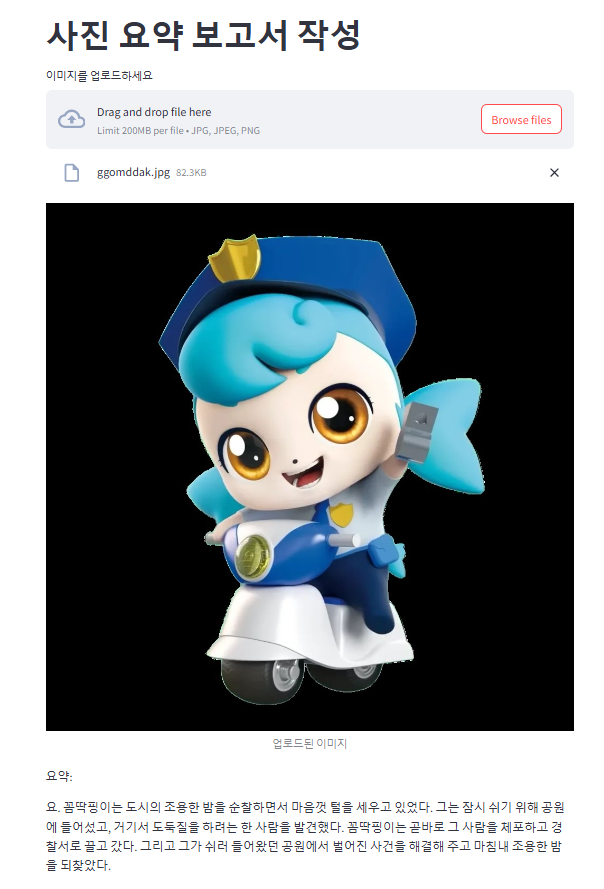 사진 요약 보고서 작성
이미지를 업로드하세요
Drag and drop file here
Limit 200MB per file • JPG, JPEG, PNG
Browse files
ggomddak.jpg 82.3KB
업로드된 이미지
요약:
요. 꼼딱핑이는 도시의 조용한 밤을 순찰하면서 마음껏 털을 세우고 있었다. 그는 잠시 쉬기 위해 공원
에 들어섰고, 거기서 도둑질을 하려는 한 사람을 발견했다. 꼼딱핑이는 곧바로 그 사람을 체포하고 경
찰서로 끌고 갔다. 그리고 그가 쉬러 들어왔던 공원에서 벌어진 사건을 해결해 주고 마침내 조용한 밤
을 되찾았다.